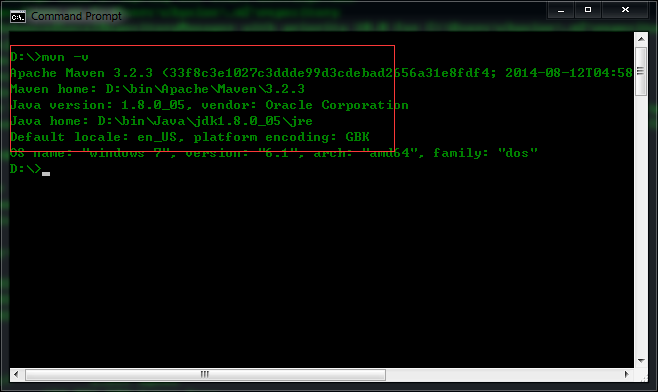 Command Prompt
D:\>mvn -v
Apache Maven 3.2.3 (33f8c3e1027c3ddde99d3cdebad2656a31e8fdf4; 2014-08-12T04:58
Maven home: D:\bin\Apache\Maven\3.2.3
Java version: 1.8.0_05, vendor: Oracle Corporation
Java home: D:\bin\Java\jdk1.8.0_05\jre
Default locale: en_US, platform encoding: GBK
OS name: "windows 7", version: "6.1", arch: "amd64", family: "dos"
D:\>